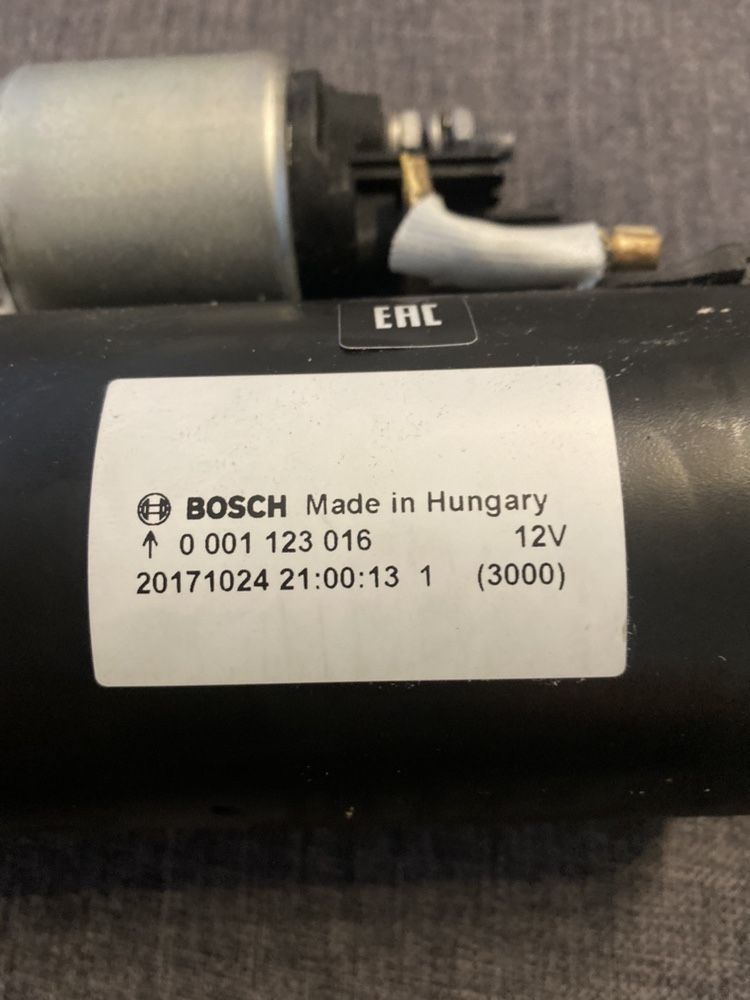 EAC
BOSCH Made in Hungary
↑ 0 001 123 016 12V
20171024 21:00:13 1 (3000)